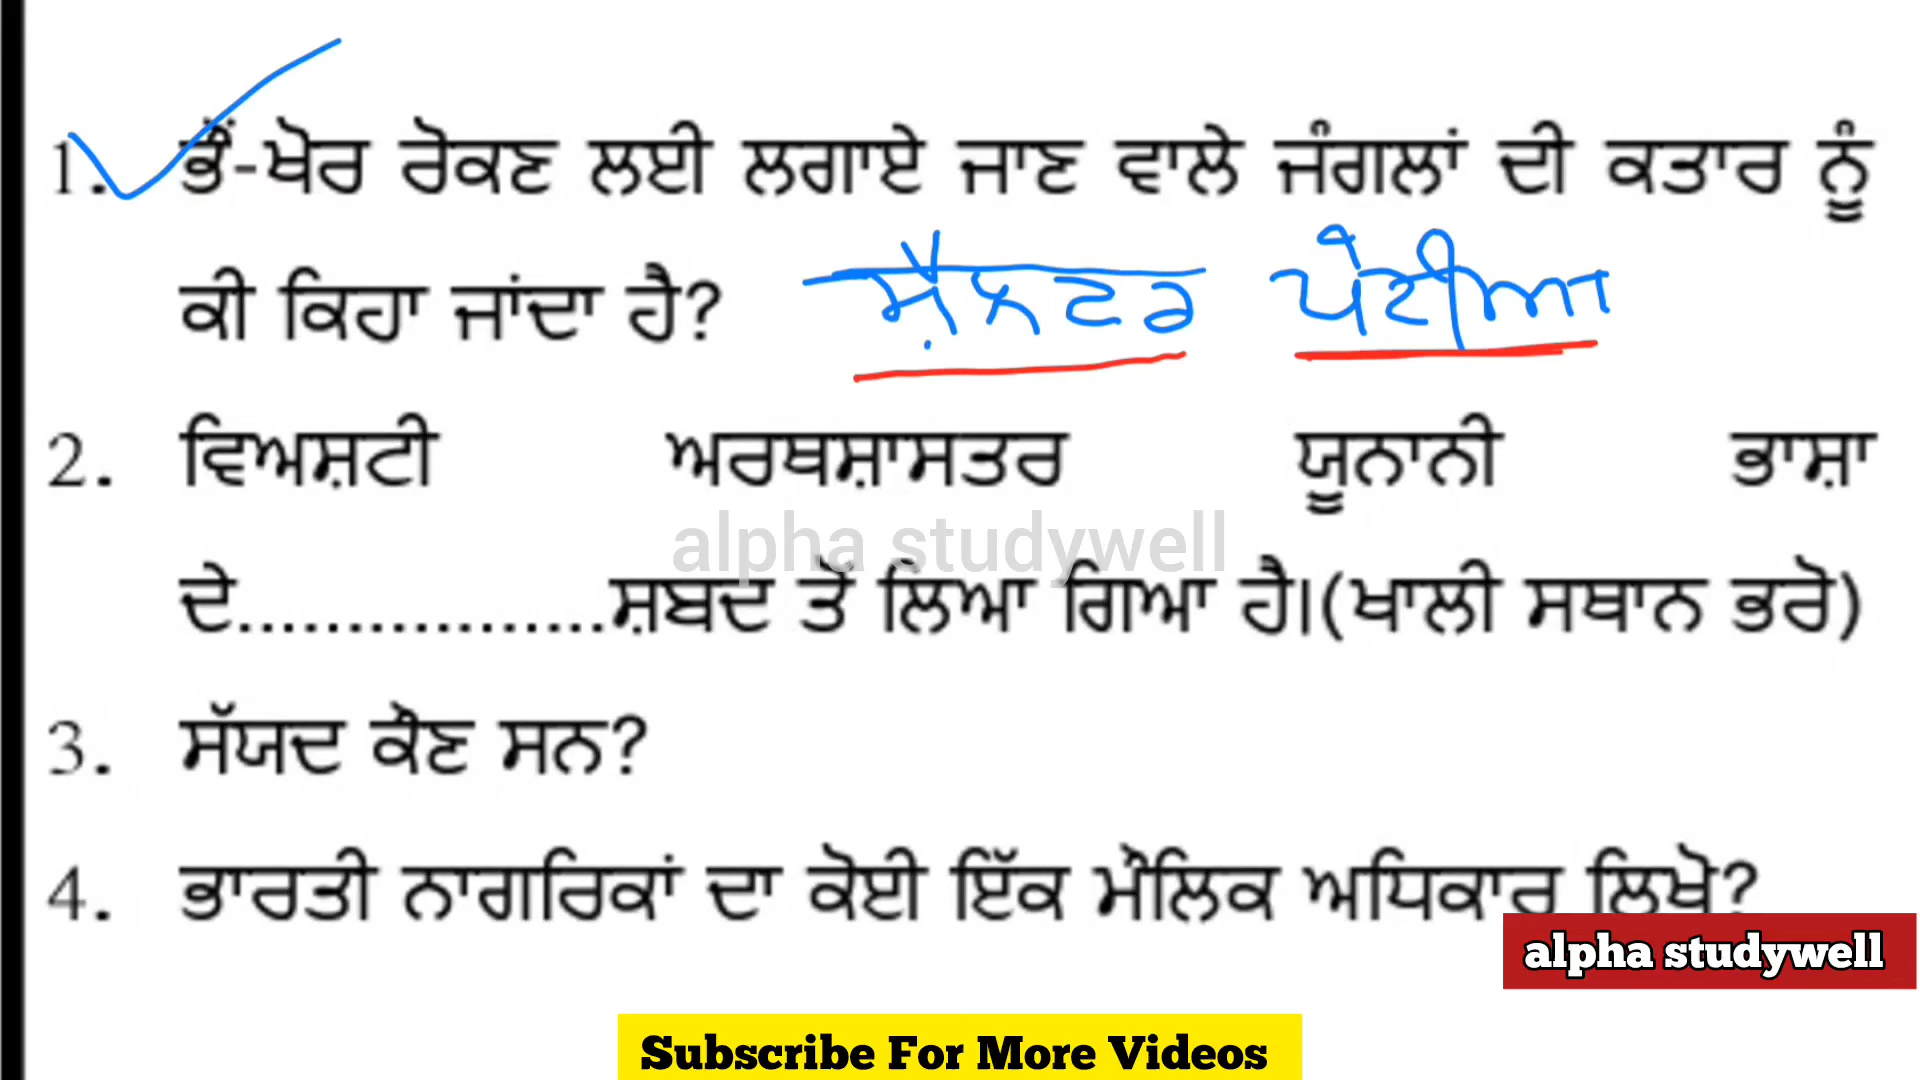 1. ਭੌਂ-ਖੋਰ ਰੋਕਣ ਲਈ ਲਗਾਏ ਜਾਣ ਵਾਲੇ ਜੰਗਲਾਂ ਦੀ ਕਤਾਰ ਨੂੰ
ਕੀ ਕਿਹਾ ਜਾਂਦਾ ਹੈ? ਸ਼ੈਲਟਰ ਪੈਟੀਆ
2. ਵਿਅਸ਼ਟੀ ਅਰਥਸ਼ਾਸਤਰ ਯੂਨਾਨੀ ਭਾਸ਼ਾ
alpha studywell
ਦੇ.................ਸ਼ਬਦ ਤੋਂ ਲਿਆ ਗਿਆ ਹੈ।(ਖਾਲੀ ਸਥਾਨ ਭਰੋ)
3. ਸੱਯਦ ਕੌਣ ਸਨ?
4. ਭਾਰਤੀ ਨਾਗਰਿਕਾਂ ਦਾ ਕੋਈ ਇੱਕ ਮੌਲਿਕ ਅਧਿਕਾਰ ਲਿਖੋ?
alpha studywell
Subscribe For More Videos